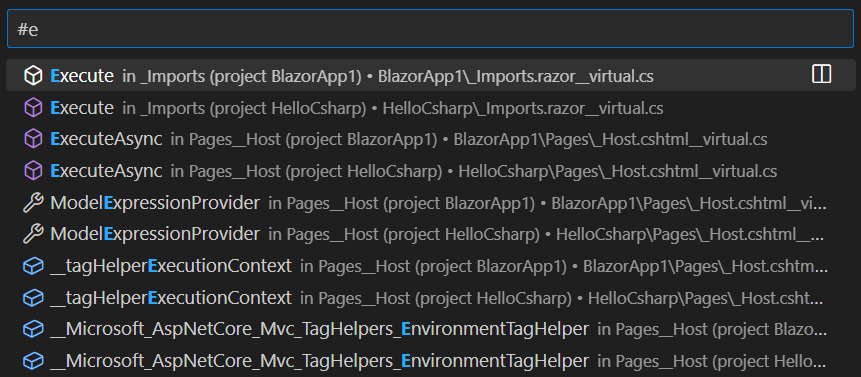 #e
Execute in _Imports (project BlazorApp1) • BlazorApp1\_Imports.razor__virtual.cs
Execute in _Imports (project HelloCsharp) • HelloCsharp\_Imports.razor__virtual.cs
ExecuteAsync in Pages__Host (project BlazorApp1) • BlazorApp1\Pages\_Host.cshtml__virtual.cs
ExecuteAsync in Pages__Host (project HelloCsharp) • HelloCsharp\Pages\_Host.cshtml__virtual.cs
ModelExpressionProvider in Pages__Host (project BlazorApp1) • BlazorApp1\Pages\_Host.cshtml__vi...
ModelExpressionProvider in Pages__Host (project HelloCsharp) • HelloCsharp\Pages\_Host.cshtml__...
__tagHelperExecutionContext in Pages__Host (project BlazorApp1) • BlazorApp1\Pages\_Host.cshtm...
__tagHelperExecutionContext in Pages__Host (project HelloCsharp) • HelloCsharp\Pages\_Host.csht...
__Microsoft_AspNetCore_Mvc_TagHelpers_EnvironmentTagHelper in Pages__Host (project Blazo...
__Microsoft_AspNetCore_Mvc_TagHelpers_EnvironmentTagHelper in Pages__Host (project Hello...